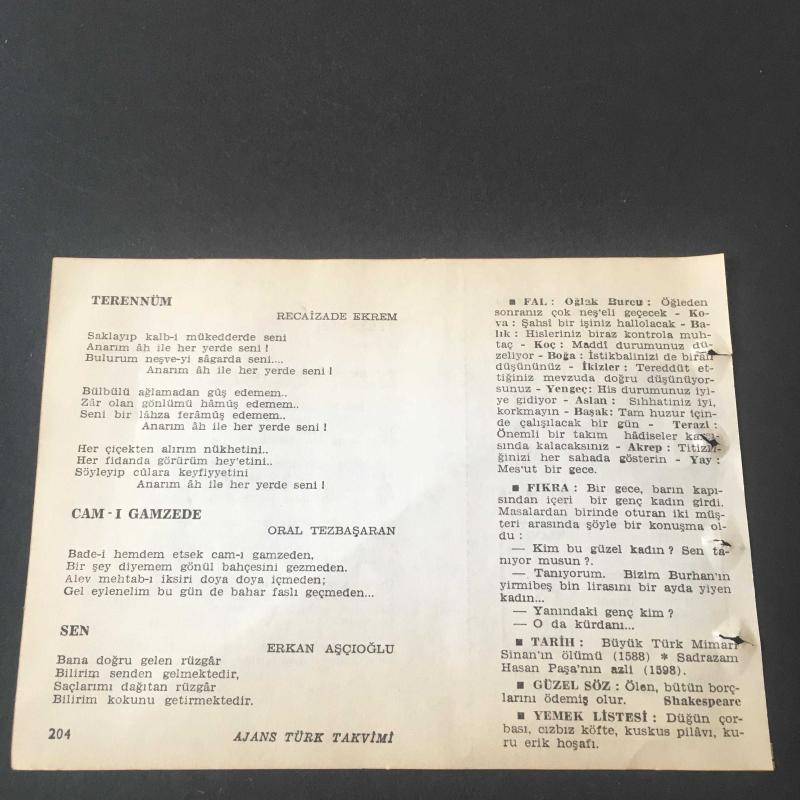 TERENNÜM
RECAİZADE EKREM
Saklayıp kalb-i mükedderde seni
Anarım âh ile her yerde seni !
Bulurum neşve-yi sâgarda seni....
Anarım âh ile her yerde seni !
Bülbülü ağlamadan gûş edemem..
Zâr olan gönlümü hâmûş edemem..
Seni bir lâhza ferâmûş edemem..
Anarım âh ile her yerde seni !
Her çiçekten alırım nükhetini..
Her fidanda görürüm hey'etini..
Söyleyip cûlara keyfiyyetini
Anarım âh ile her yerde seni !
CAM - I GAMZEDE
ORAL TEZBAŞARAN
Bade-i hemdem etsek cam-ı gamzeden,
Bir şey diyemem gönül bahçesini gezmeden.
Alev mehtab-ı iksiri doya doya içmeden;
Gel eylenelim bu gün de bahar faslı geçmeden...
SEN
ERKAN AŞÇIOĞLU
Bana doğru gelen rüzgâr
Bilirim senden gelmektedir,
Saçlarımı dağıtan rüzgâr
Bilirim kokunu getirmektedir.
204
AJANS TÜRK TAKVİMİ
■ FAL : Oğlak Burcu : Öğleden
sonranız çok neş'eli geçecek - Ko-
va : Şahsî bir işiniz hallolacak - Ba-
lık : Hisleriniz biraz kontrola muh-
taç - Koç : Maddî durumunuz dü-
zeliyor - Boğa : İstikbalinizi de biraz
düşününüz - İkizler : Tereddüt et-
tiğiniz mevzuda doğru düşünüyor-
sunuz - Yengeç: His durumunuz iyi-
ye gidiyor - Aslan : Sıhhatiniz iyi,
korkmayın - Başak: Tam huzur için-
de çalışılacak bir gün - Terazi :
Önemli bir takım hâdiseler karşı-
sında kalacaksınız - Akrep : Titizli-
ğinizi her sahada gösterin - Yay :
Mes'ut bir gece.
■ FIKRA : Bir gece, barın kapı-
sından içeri bir genç kadın girdi.
Masalardan birinde oturan iki müş-
teri arasında şöyle bir konuşma ol-
du :
— Kim bu güzel kadın ? Sen ta-
nıyor musun ?.
— Tanıyorum. Bizim Burhan'ın
yirmibeş bin lirasını bir ayda yiyen
kadın...
— Yanındaki genç kim ?
— O da kürdanı...
■ TARİH : Büyük Türk Mimarı
Sinan'ın ölümü (1588) * Sadrazam
Hasan Paşa'nın azli (1598).
■ GÜZEL SÖZ : Ölen, bütün borç-
larını ödemiş olur. Shakespeare
■ YEMEK LİSTESİ : Düğün çor-
bası, cızbız köfte, kuskus pilâvı, ku-
ru erik hoşafı.